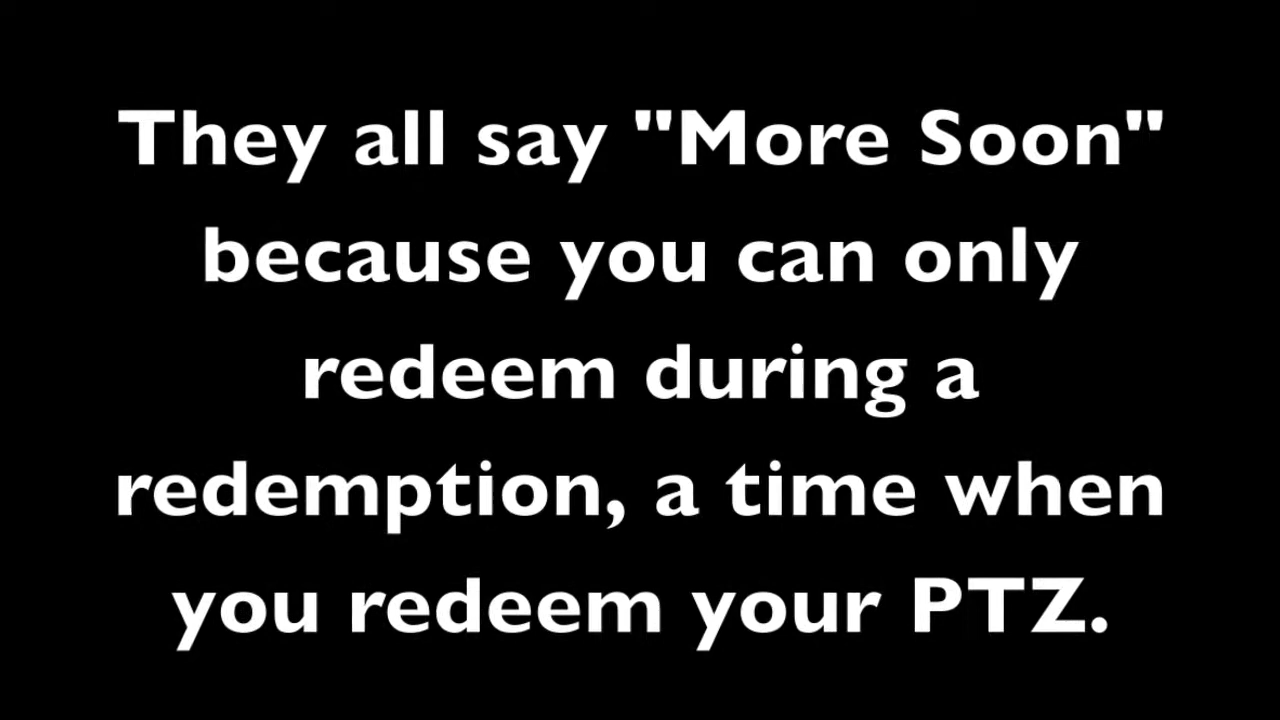 They all say "More Soon"
because you can only
redeem during a
redemption, a time when
you redeem your PTZ.